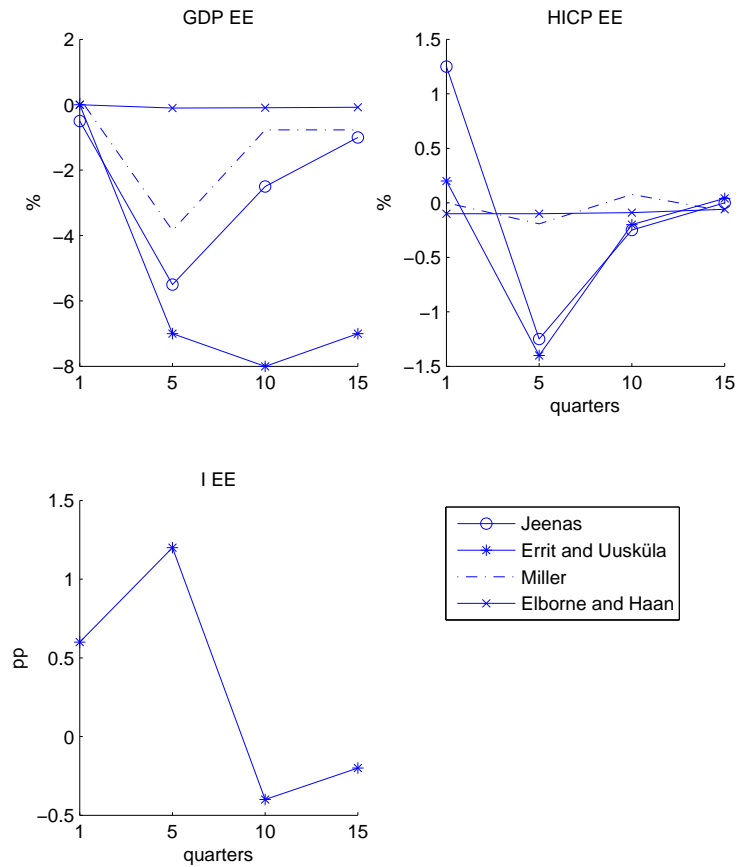 GDP EE
2
0
−2
−4
−6
−8
%
1 5 10 15
HICP EE
1.5
1
0.5
0
−0.5
−1
−1.5
%
1 5 10 15
quarters
I EE
1.5
1
0.5
0
−0.5
pp
1 5 10 15
quarters
Jeenas
Errit and Uusküla
Miller
Elborne and Haan